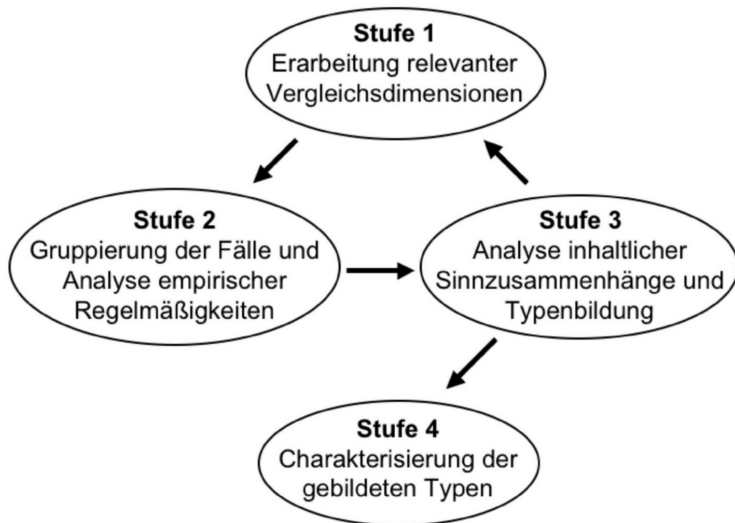 Stufe 1
Erarbeitung relevanter
Vergleichsdimensionen
Stufe 2
Gruppierung der Fälle und
Analyse empirischer
Regelmäßigkeiten
Stufe 3
Analyse inhaltlicher
Sinnzusammenhänge und
Typenbildung
Stufe 4
Charakterisierung der
gebildeten Typen